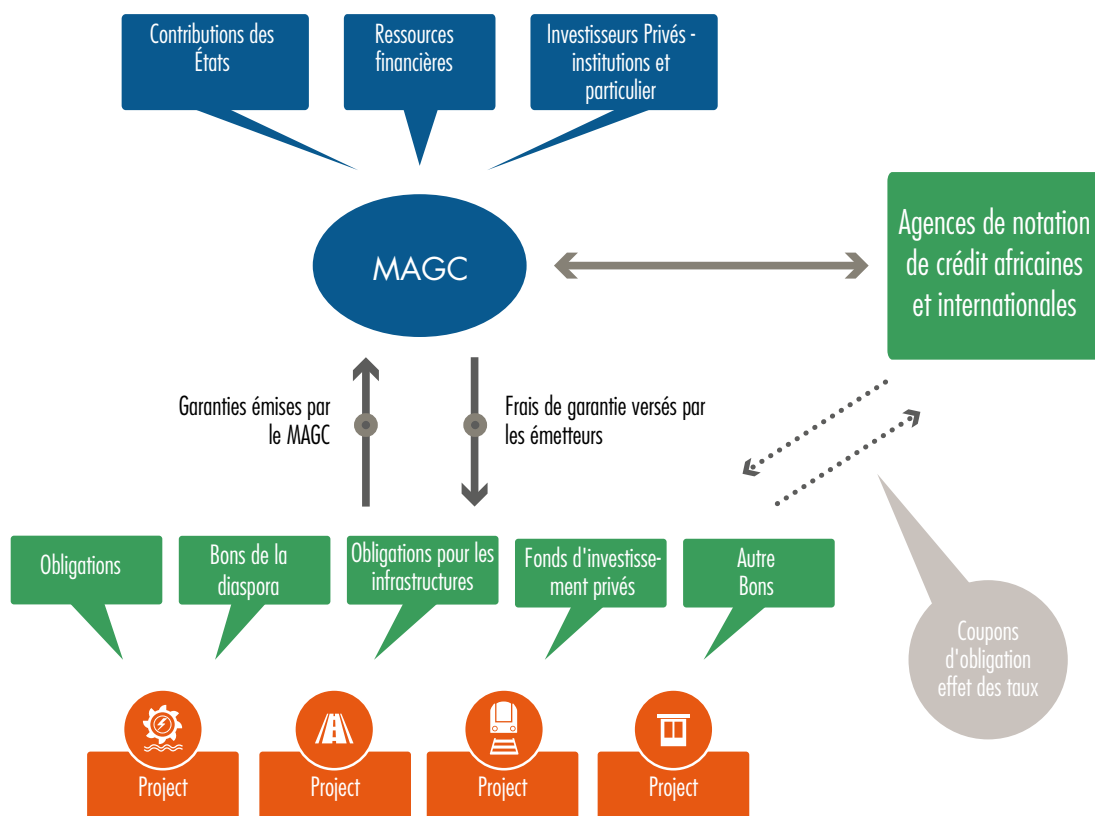 Contributions des
États
Ressources
financières
Investisseurs Privés -
institutions et
particulier
MAGC
Agences de notation
de crédit africaines
et internationales
Garanties émises par
le MAGC
Frais de garantie versés par
les émetteurs
Obligations
Bons de la
diaspora
Obligations pour les
infrastructures
Fonds d'investisse-
ment privés
Autre
Bons
Coupons
d'obligation
effet des taux
Project
Project
Project
Project